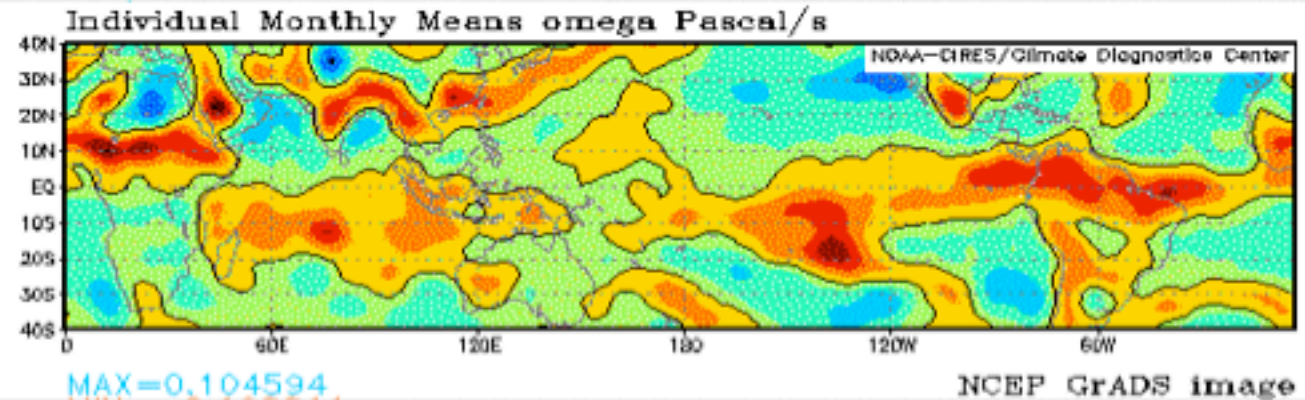 Individual Monthly Means omega Pascal/s
NOAA-CIRES/Climate Diagnostics Center
40N
30N
20N
10N
EQ
10S
20S
30S
40S
0 60E 120E 180 120W 60W
MAX=0.104594
NCEP GrADS image